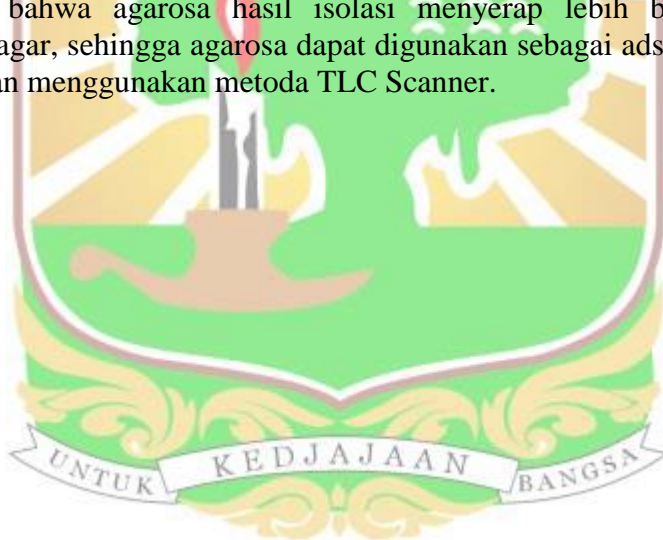 bahwa agarosa hasil isolasi menyerap lebih b
agar, sehingga agarosa dapat digunakan sebagai ads
an menggunakan metoda TLC Scanner.
UNTUK KEDJAJAAN BANGSA